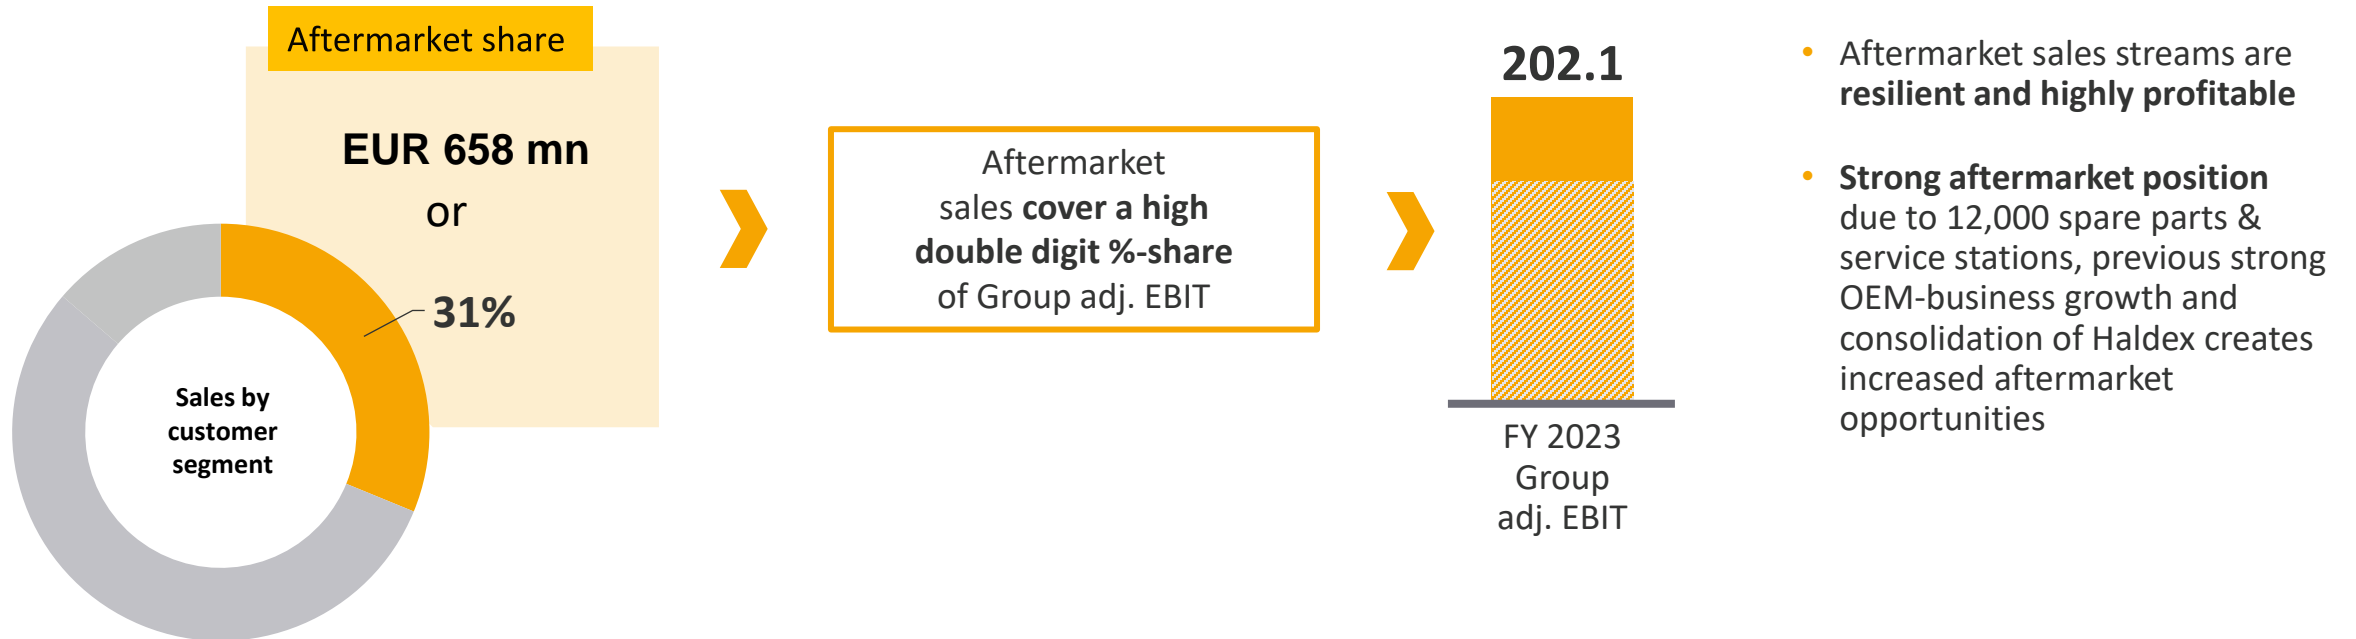 Aftermarket share
EUR 658 mn
or
31%
Sales by
customer
segment
Aftermarket
sales cover a high
double digit %-share
of Group adj. EBIT
202.1
FY 2023
Group
adj. EBIT
• Aftermarket sales streams are
resilient and highly profitable
• Strong aftermarket position
due to 12,000 spare parts &
service stations, previous strong
OEM-business growth and
consolidation of Haldex creates
increased aftermarket
opportunities